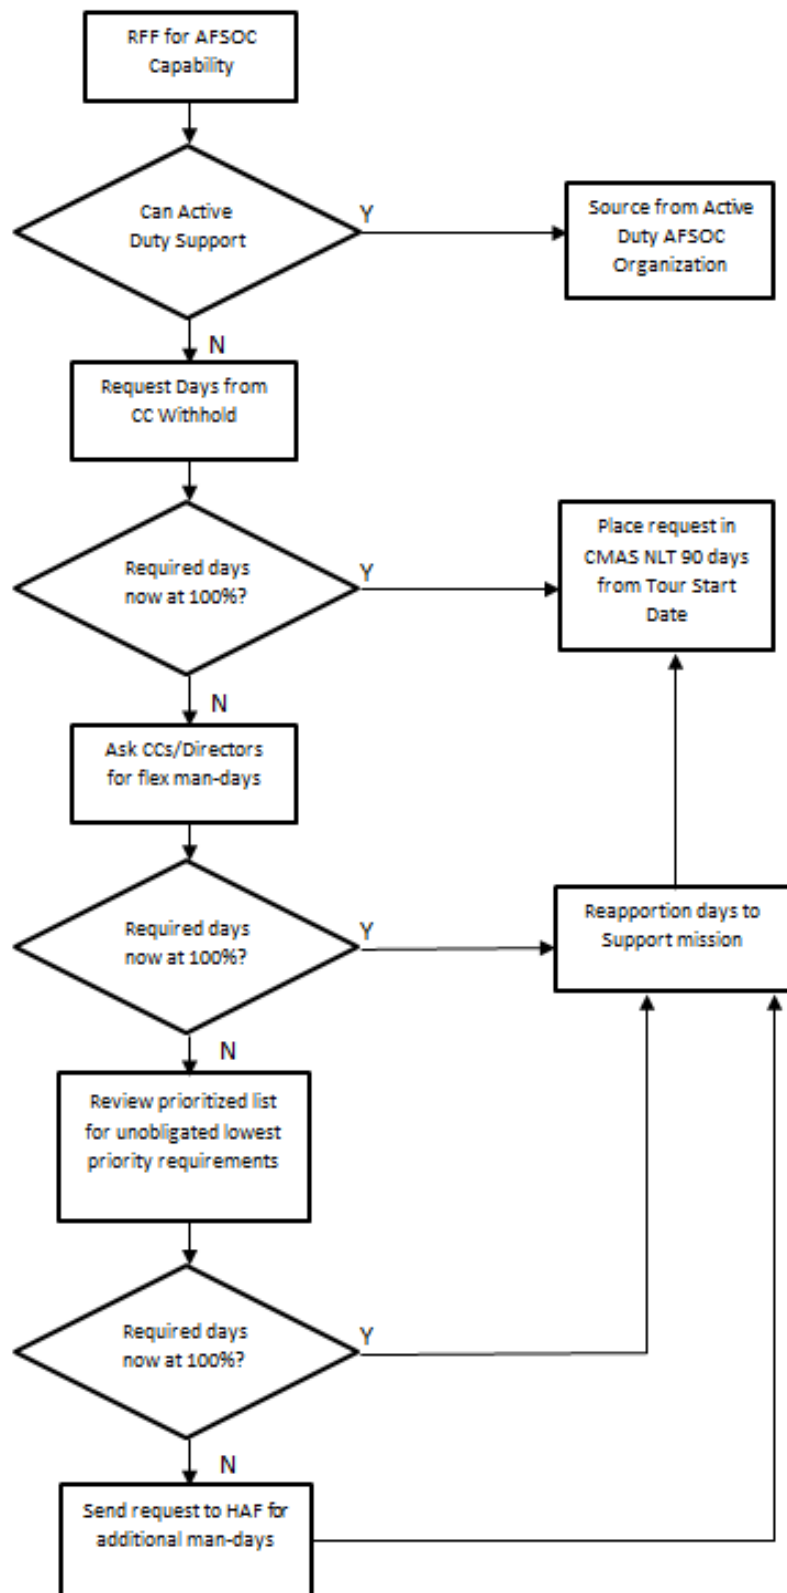 RFF for AFSOC
Capability
Can Active
Duty Support
Y
Source from Active
Duty AFSOC
Organization
N
Request Days from
CC Withhold
Required days
now at 100%?
Y
Place request in
CMAS NLT 90 days
from Tour Start
Date
N
Ask CCs/Directors
for flex man-days
Required days
now at 100%?
Y
Reapportion days to
Support mission
N
Review prioritized list
for unobligated lowest
priority requirements
Required days
now at 100%?
Y
N
Send request to HAF for
additional man-days